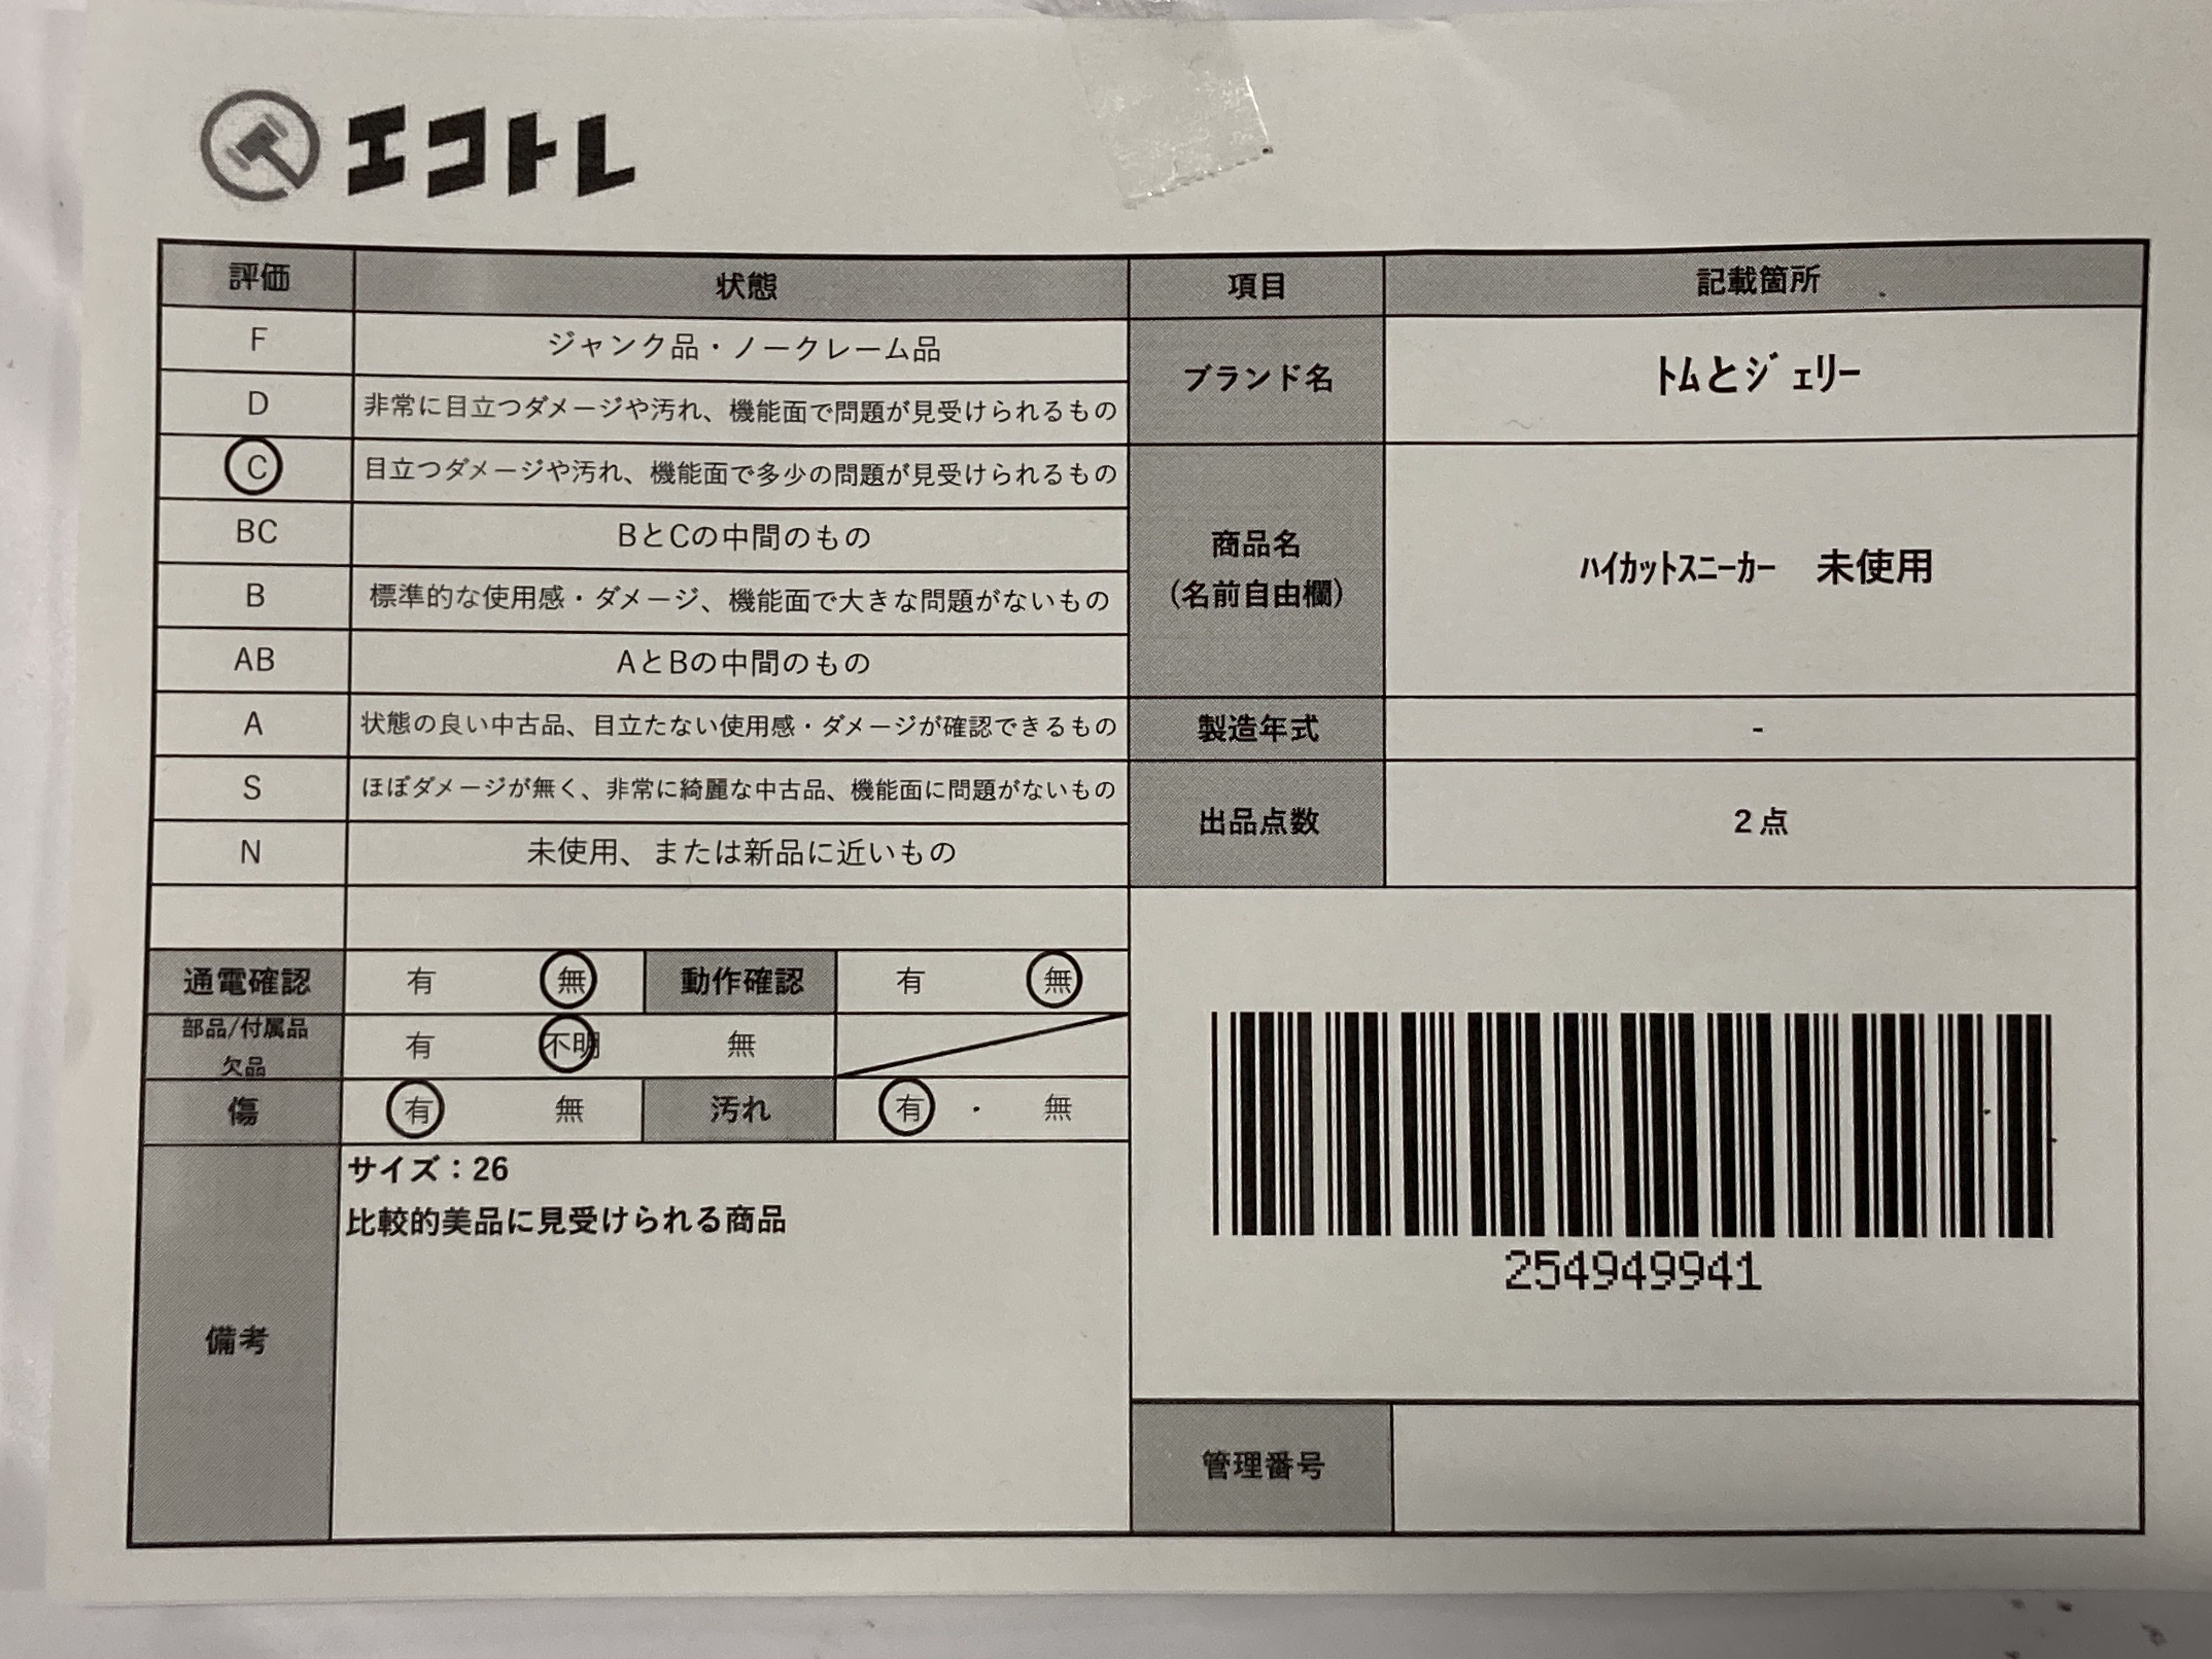 エコトレ
評価 状態 項目 記載箇所
F ジャンク品・ノークレーム品
D 非常に目立つダメージや汚れ、機能面で問題が見受けられるもの
ブランド名 ﾄﾑとｼﾞｪﾘｰ
C 目立つダメージや汚れ、機能面で多少の問題が見受けられるもの
BC BとCの中間のもの
B 標準的な使用感・ダメージ、機能面で大きな問題がないもの
AB AとBの中間のもの
商品名
(名前自由欄)
ﾊｲｶｯﾄｽﾆｰｶｰ　未使用
A 状態の良い中古品、目立たない使用感・ダメージが確認できるもの
製造年式 -
S ほぼダメージが無く、非常に綺麗な中古品、機能面に問題がないもの
N 未使用、または新品に近いもの
出品点数 2点
通電確認 有 無 動作確認 有 無
部品/付属品
欠品
有 不明 無
傷 有 無 汚れ 有 ・ 無
備考
サイズ：26
比較的美品に見受けられる商品
254949941
管理番号